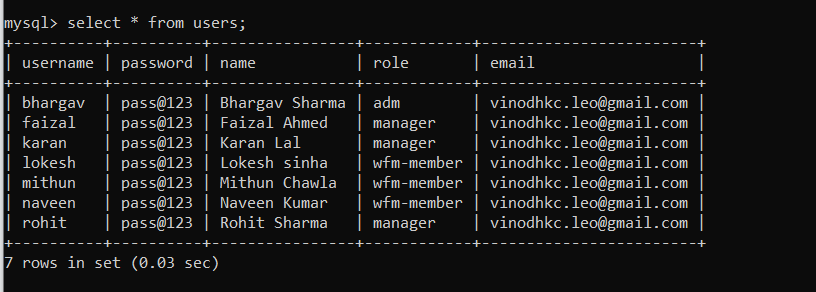 mysql> select * from users;
+----------+----------+----------------+------------+------------------------+
| username | password | name           | role       | email                  |
+----------+----------+----------------+------------+------------------------+
| bhargav  | pass@123 | Bhargav Sharma | adm        | vinodhkc.leo@gmail.com |
| faizal   | pass@123 | Faizal Ahmed   | manager    | vinodhkc.leo@gmail.com |
| karan    | pass@123 | Karan Lal      | manager    | vinodhkc.leo@gmail.com |
| lokesh   | pass@123 | Lokesh sinha   | wfm-member | vinodhkc.leo@gmail.com |
| mithun   | pass@123 | Mithun Chawla  | wfm-member | vinodhkc.leo@gmail.com |
| naveen   | pass@123 | Naveen Kumar   | wfm-member | vinodhkc.leo@gmail.com |
| rohit    | pass@123 | Rohit Sharma   | manager    | vinodhkc.leo@gmail.com |
+----------+----------+----------------+------------+------------------------+
7 rows in set (0.03 sec)